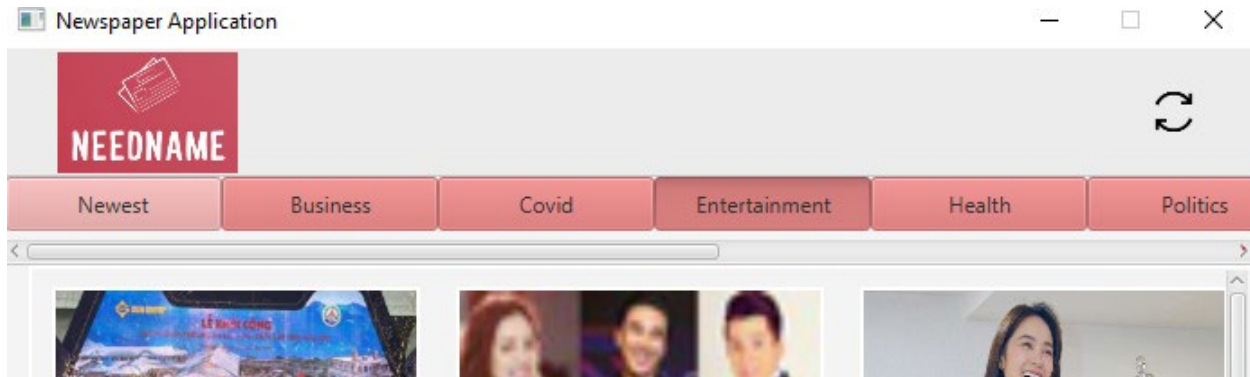 Newspaper Application
NEEDNAME
Newest Business Covid Entertainment Health Politics
LỄ KHỞI CÔNG